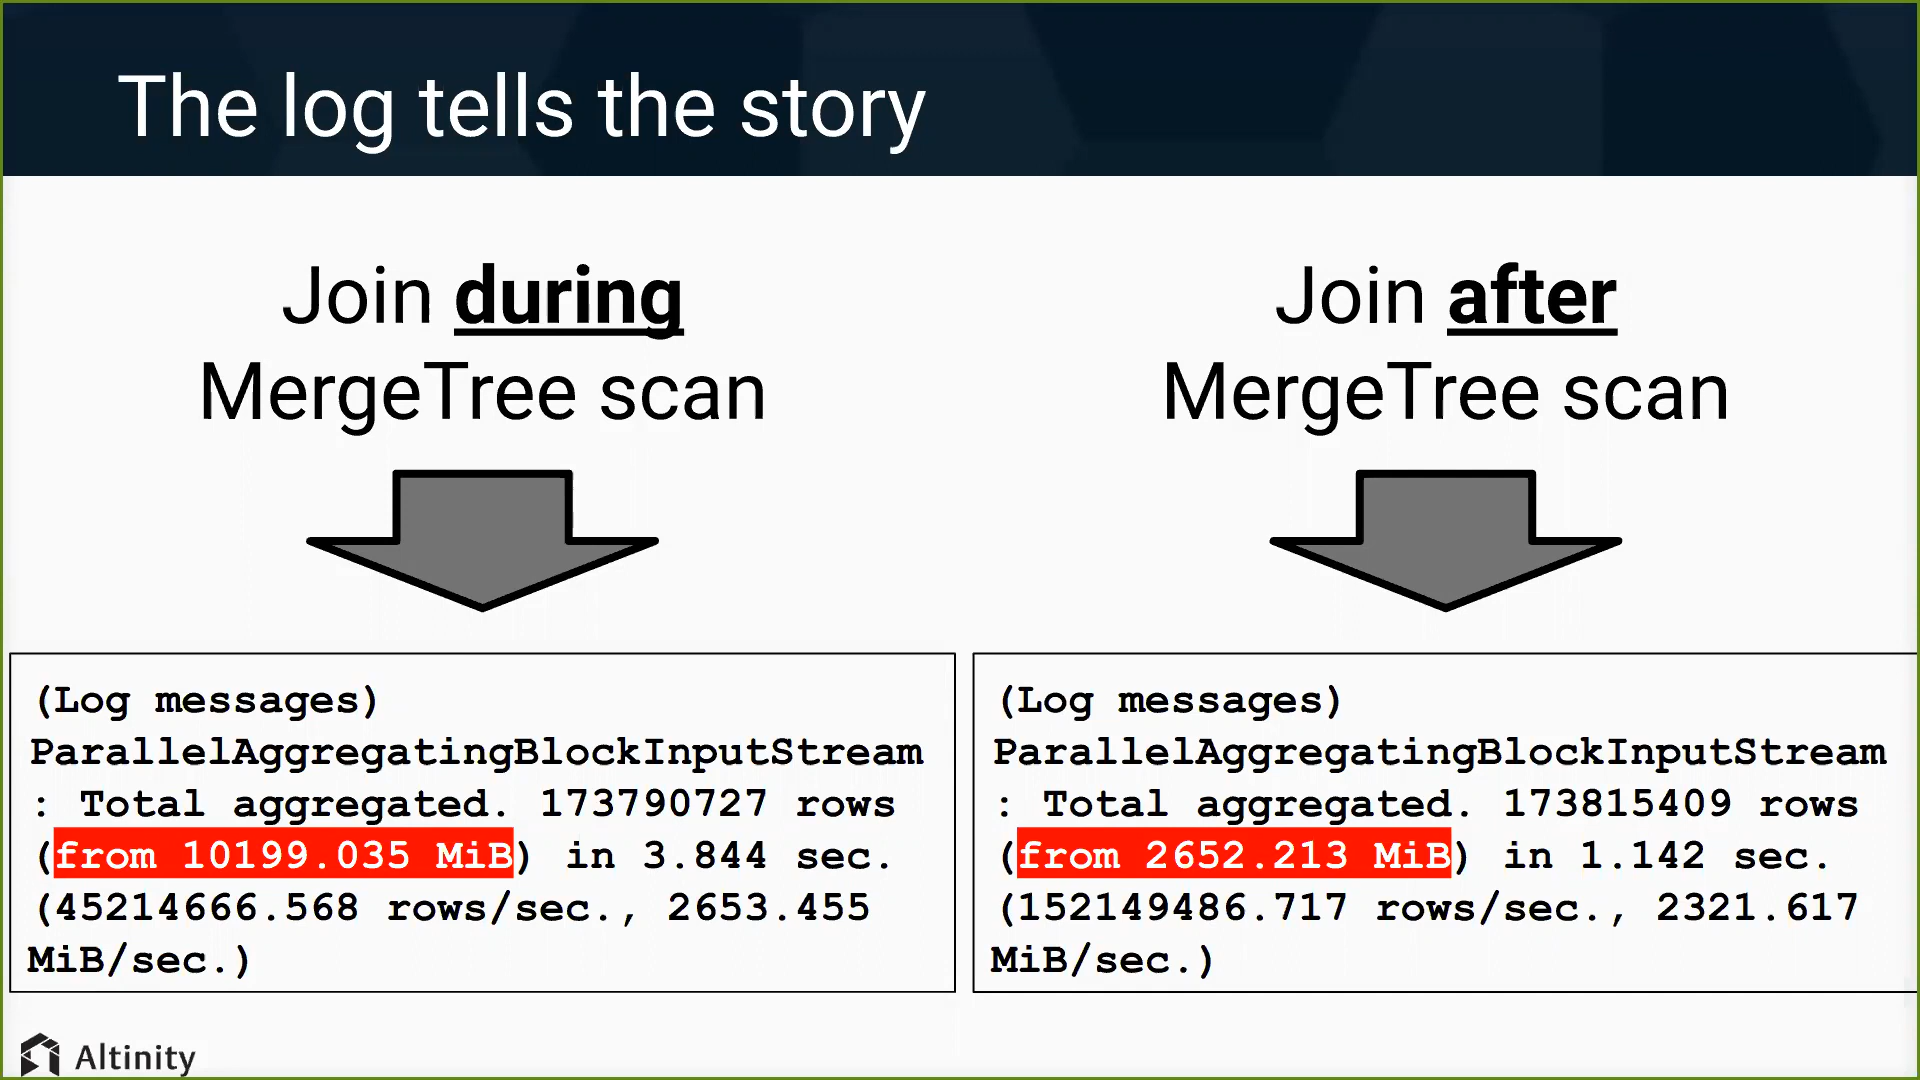 The log tells the story
Join during
MergeTree scan
Join after
MergeTree scan
(Log messages)
ParallelAggregatingBlockInputStream
: Total aggregated. 173790727 rows
(from 10199.035 MiB) in 3.844 sec.
(45214666.568 rows/sec., 2653.455
MiB/sec.)
(Log messages)
ParallelAggregatingBlockInputStream
: Total aggregated. 173815409 rows
(from 2652.213 MiB) in 1.142 sec.
(152149486.717 rows/sec., 2321.617
MiB/sec.)
Altinity